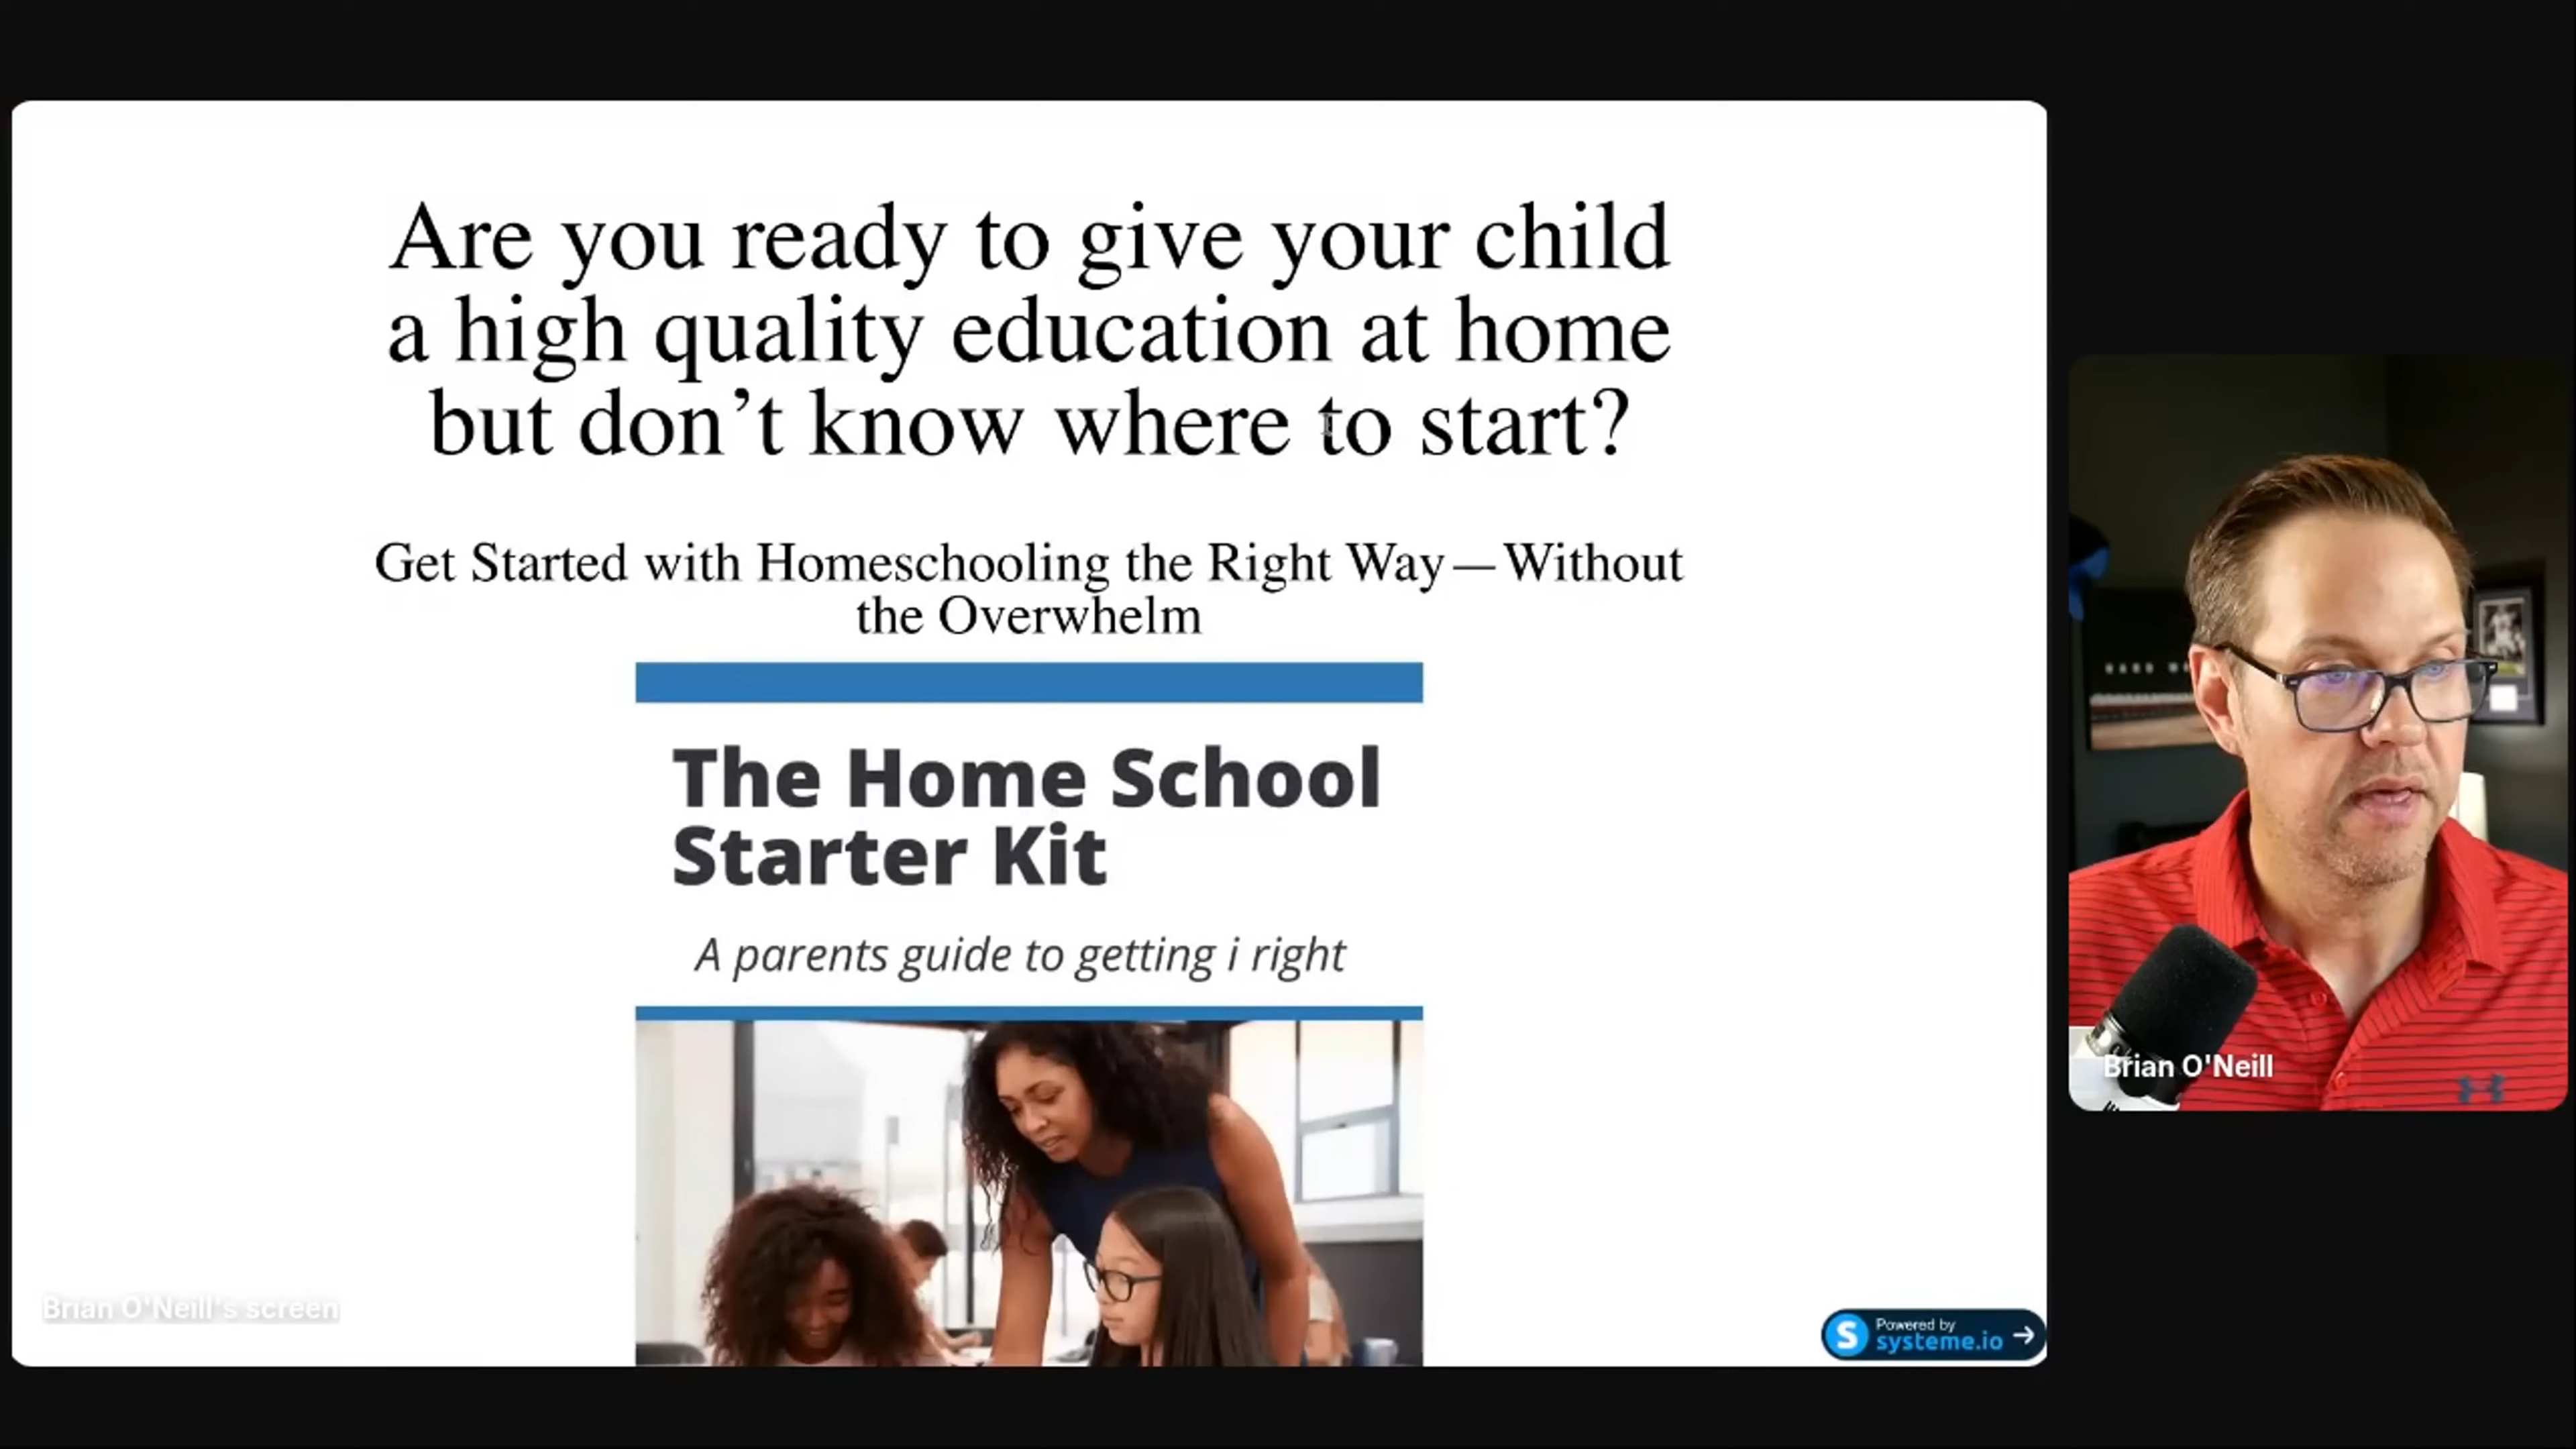 Are you ready to give your child
a high quality education at home
but don’t know where to start?
Get Started with Homeschooling the Right Way—Without
the Overwhelm
The Home School
Starter Kit
A parents guide to getting i right
Brian O'Neill
Brian O'Neill's screen
Powered by
systeme.io